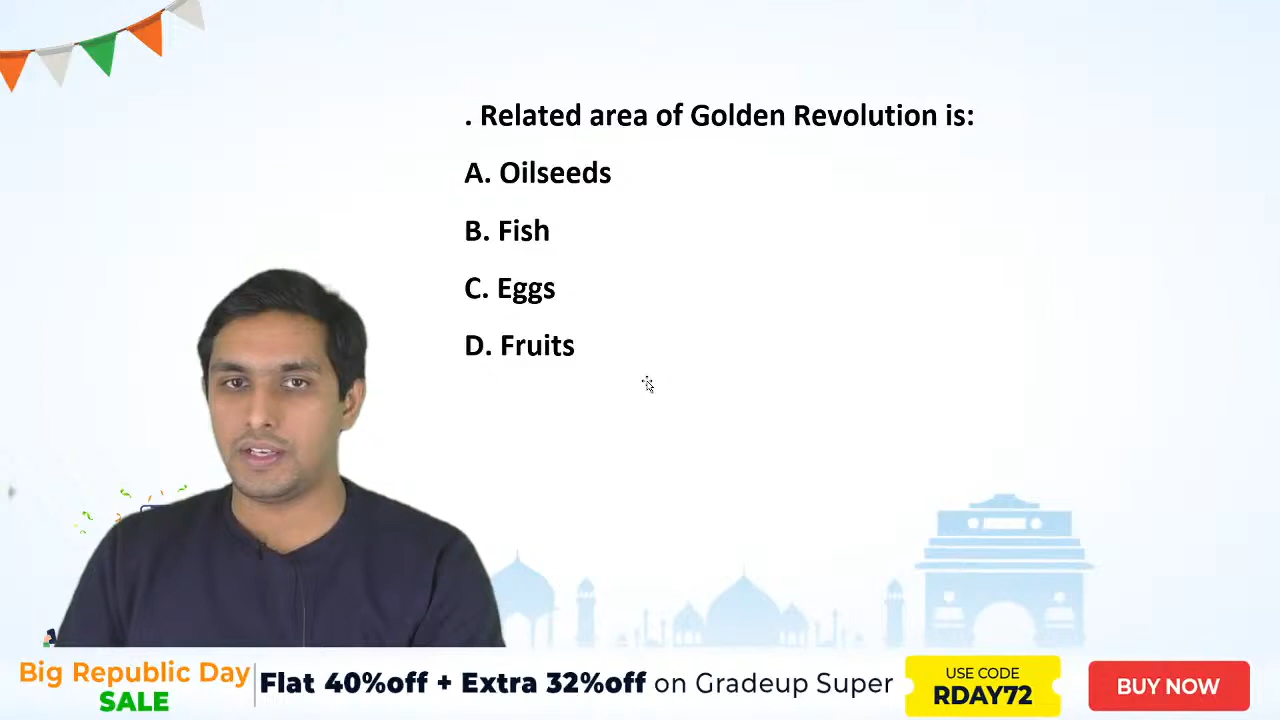 . Related area of Golden Revolution is:
A. Oilseeds
B. Fish
C. Eggs
D. Fruits
Big Republic Day
SALE
Flat 40%off + Extra 32%off on Gradeup Super
USE CODE
RDAY72
BUY NOW